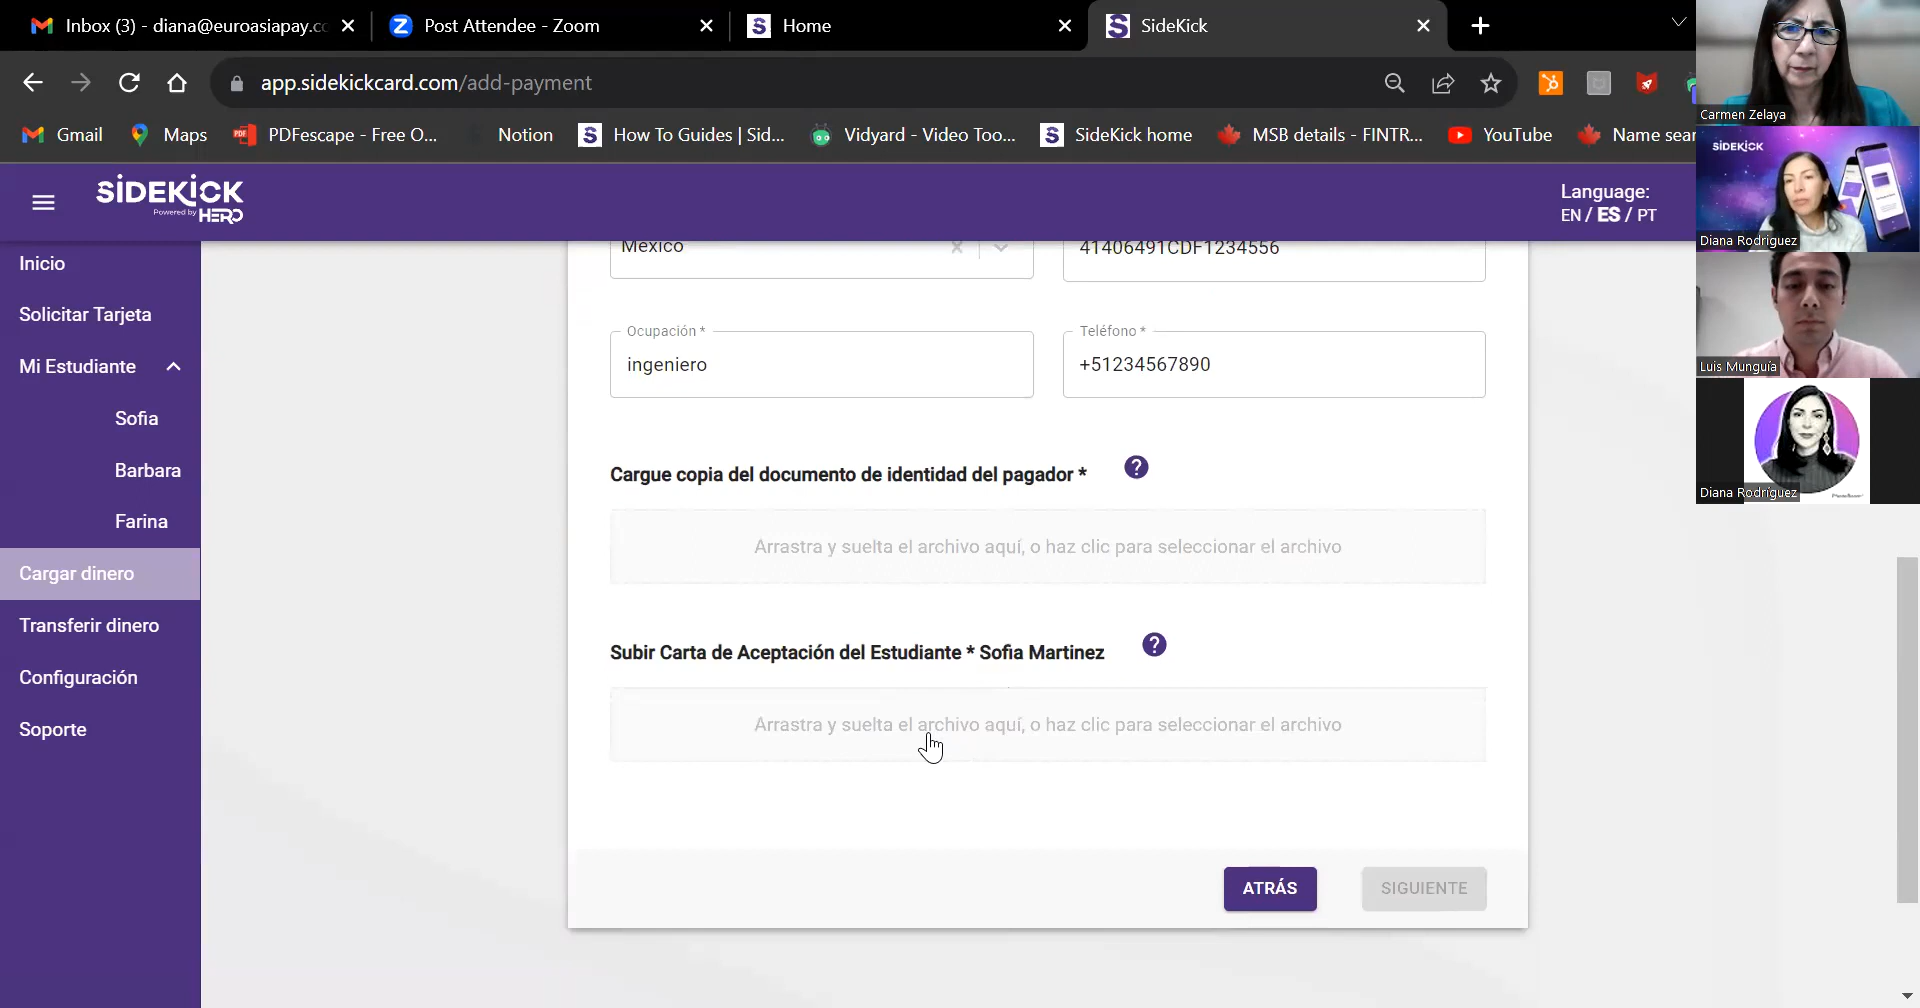 Inbox (3) - diana@euroasiapay.co
Post Attendee - Zoom
Home
SideKick
app.sidekickcard.com/add-payment
Gmail
Maps
PDFescape - Free O...
Notion
How To Guides | Sid...
Vidyard - Video Too...
SideKick home
MSB details - FINTR...
YouTube
Name sear
SIDEKICK
Powered by HERO
Language:
EN / ES / PT
Inicio
Solicitar Tarjeta
Mi Estudiante
Sofia
Barbara
Farina
Cargar dinero
Transferir dinero
Configuración
Soporte
Mexico
41406491CDF1234556
Ocupación *
ingeniero
Teléfono *
+51234567890
Cargue copia del documento de identidad del pagador *
Arrastra y suelta el archivo aquí, o haz clic para seleccionar el archivo
Subir Carta de Aceptación del Estudiante * Sofia Martinez
Arrastra y suelta el archivo aquí, o haz clic para seleccionar el archivo
ATRÁS
SIGUIENTE
Carmen Zelaya
SIDEKICK
Diana Rodríguez
Luis Munguía
Diana Rodríguez